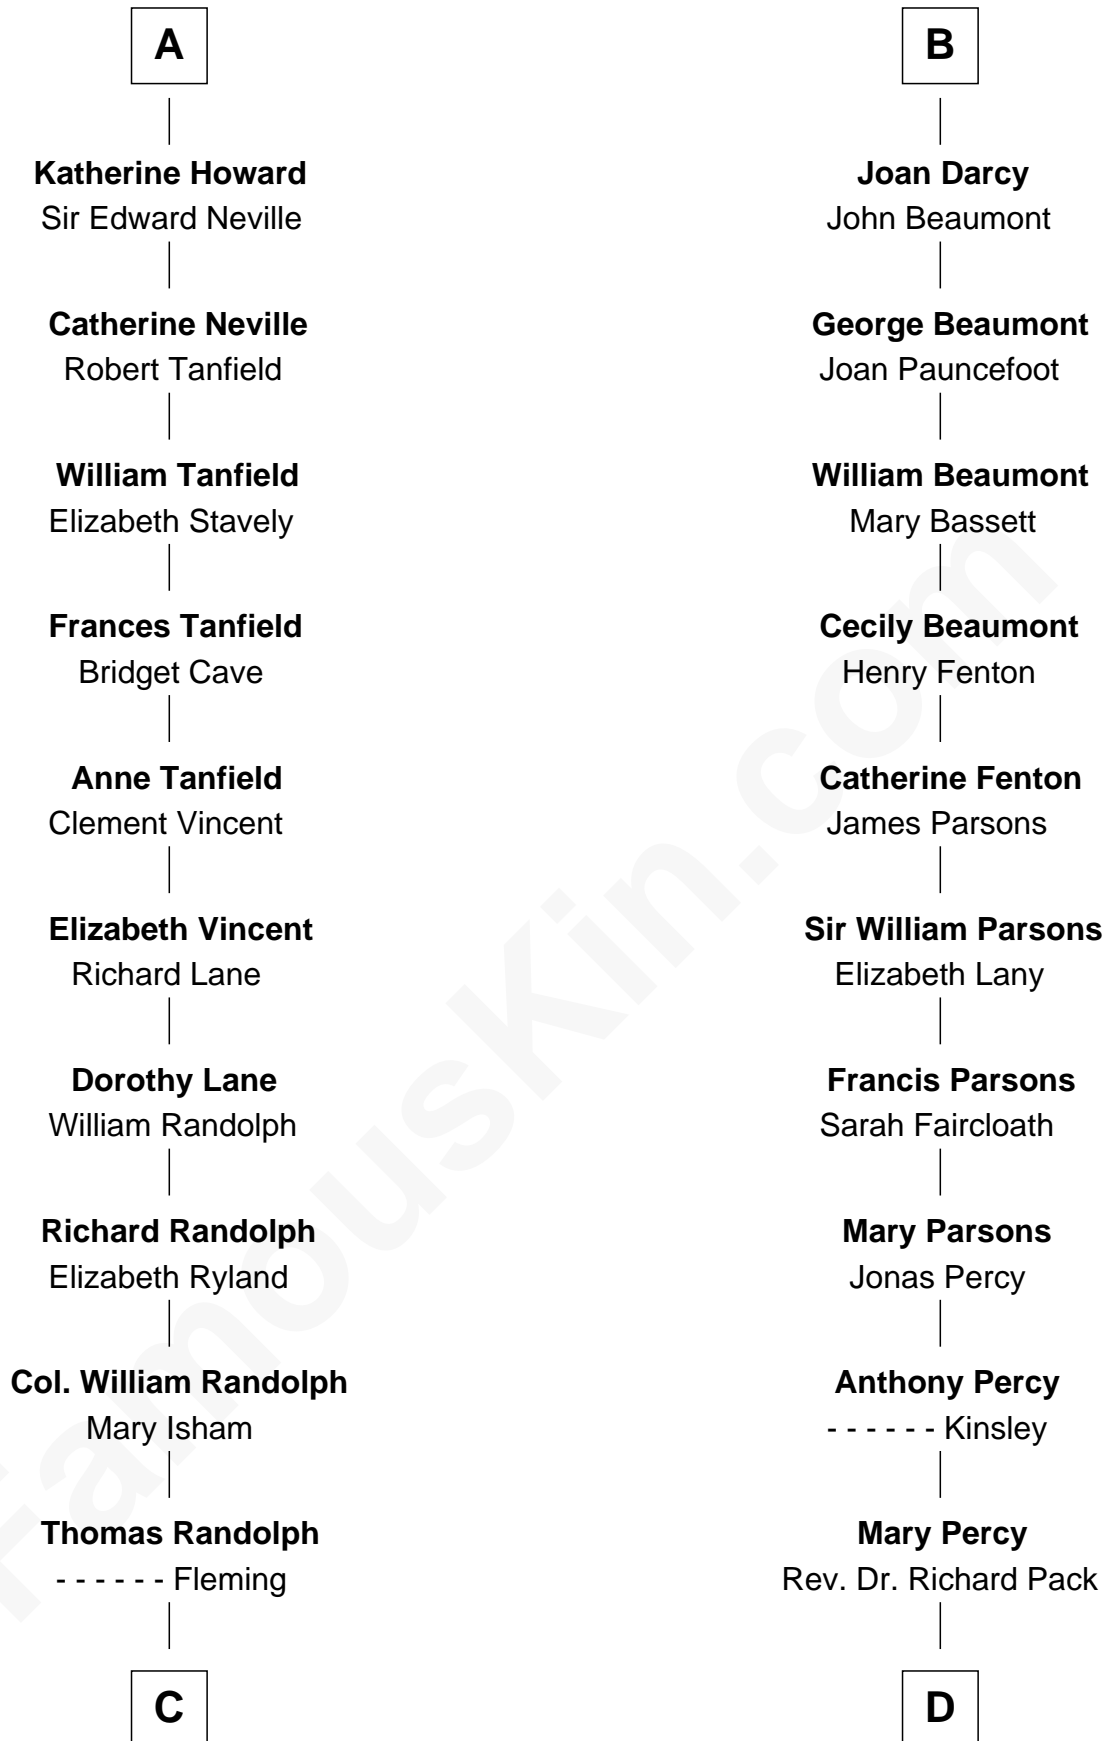 A
Katherine Howard
Sir Edward Neville
Catherine Neville
Robert Tanfield
William Tanfield
Elizabeth Stavely
Frances Tanfield
Bridget Cave
Anne Tanfield
Clement Vincent
Elizabeth Vincent
Richard Lane
Dorothy Lane
William Randolph
Richard Randolph
Elizabeth Ryland
Col. William Randolph
Mary Isham
Thomas Randolph
- - - - - - Fleming
C
B
Joan Darcy
John Beaumont
George Beaumont
Joan Pauncefoot
William Beaumont
Mary Bassett
Cecily Beaumont
Henry Fenton
Catherine Fenton
James Parsons
Sir William Parsons
Elizabeth Lany
Francis Parsons
Sarah Faircloath
Mary Parsons
Jonas Percy
Anthony Percy
- - - - - - Kinsley
Mary Percy
Rev. Dr. Richard Pack
D
FamousKin.com